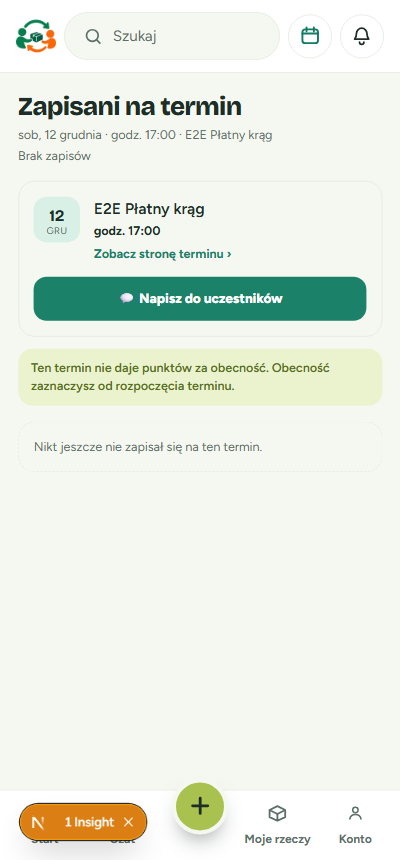 Szukaj
Zapisani na termin
sob, 12 grudnia · godz. 17:00 · E2E Płatny krąg
Brak zapisów
12
GRU
E2E Płatny krąg
godz. 17:00
Zobacz stronę terminu ›
Napisz do uczestników
Ten termin nie daje punktów za obecność. Obecność
zaznaczysz od rozpoczęcia terminu.
Nikt jeszcze nie zapisał się na ten termin.
N 1 Insight
Moje rzeczy
Konto